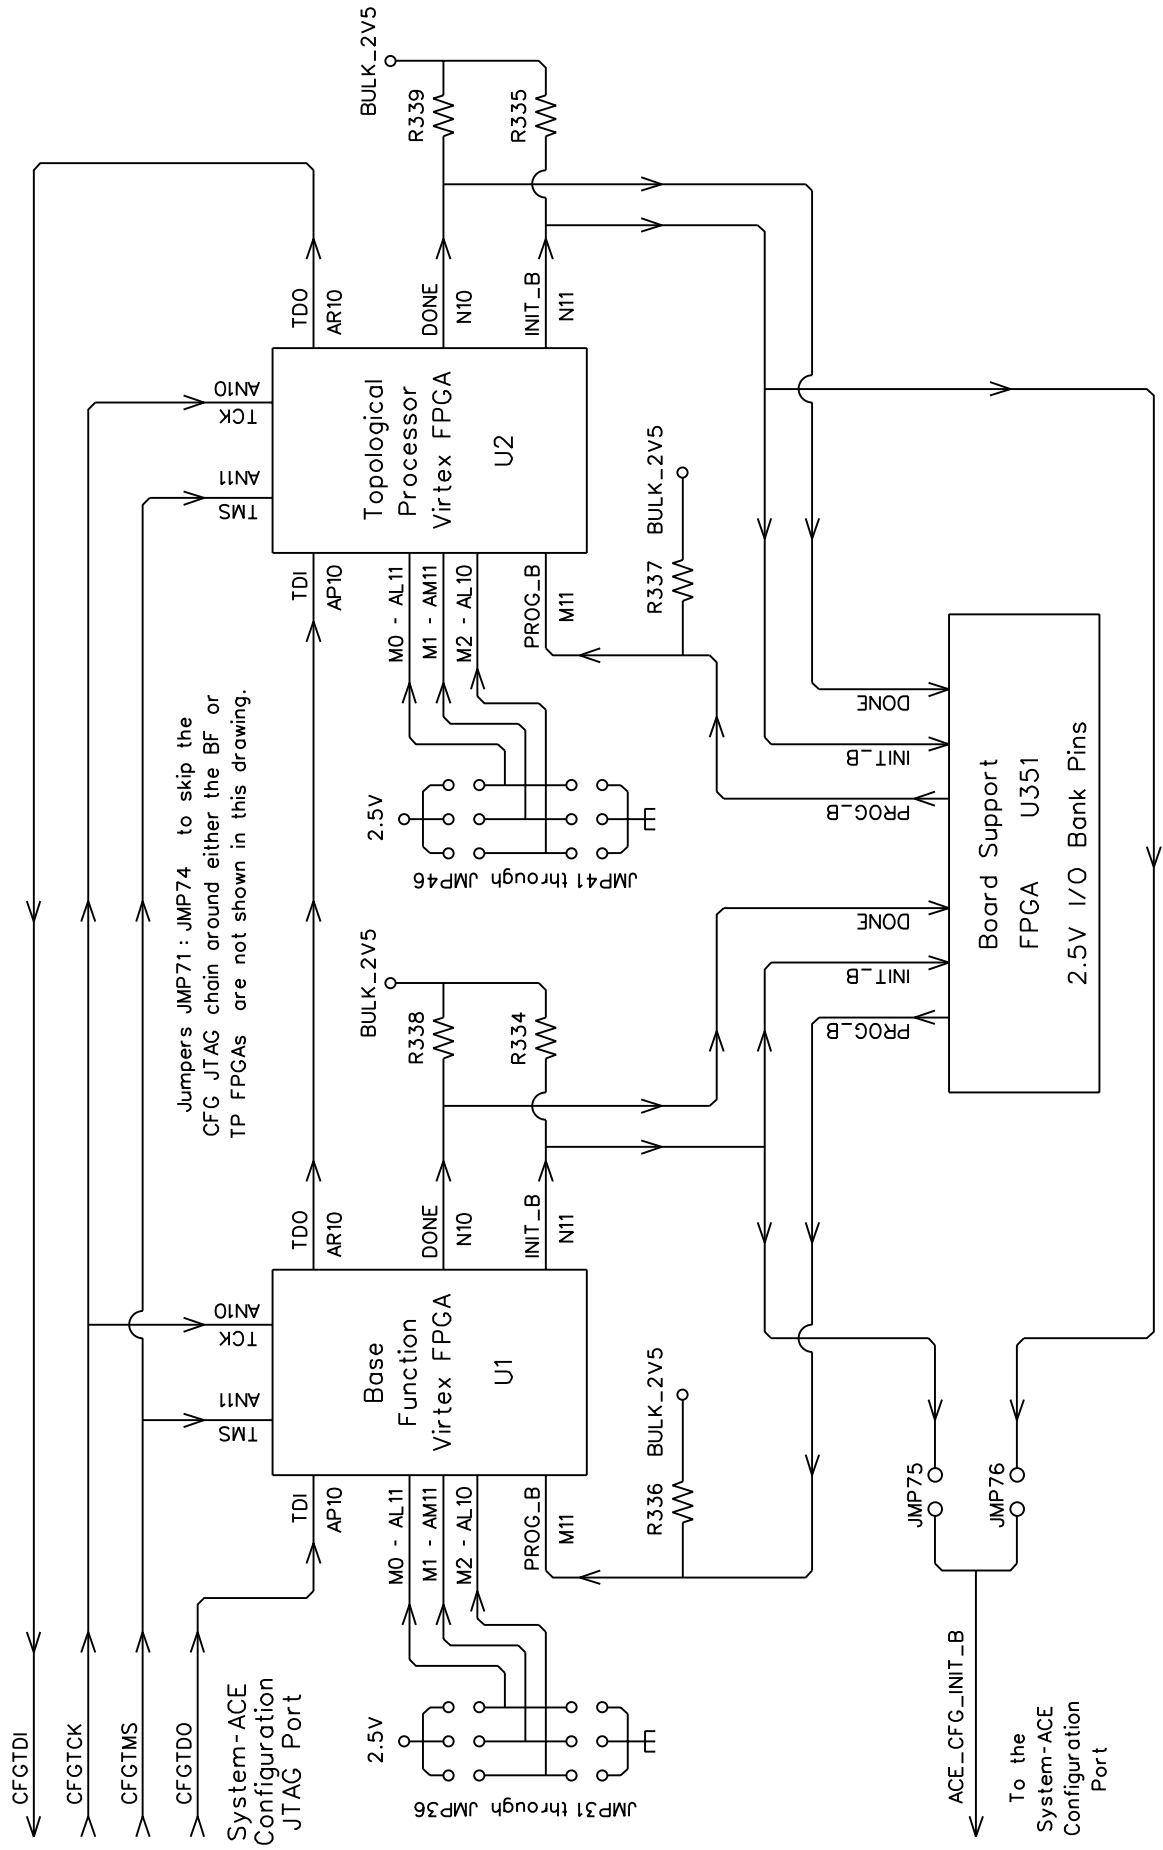 CFGTDI
CFGTCK
CFGTMS
CFGTDO
System-ACE
Configuration
JTAG Port
Jumpers JMP71 : JMP74 to skip the
CFG JTAG chain around either the BF or
TP FPGAs are not shown in this drawing.
TMS
AN11
TCK
AN10
TDI
AP10
M0 - AL11
M1 - AM11
M2 - AL10
PROG_B
M11
Base
Function
Virtex FPGA
U1
TDO
AR10
DONE
N10
INIT_B
N11
2.5V
JMP31 through JMP36
R336
BULK_2V5
BULK_2V5
R338
R334
TMS
AN11
TCK
AN10
TDI
AP10
M0 - AL11
M1 - AM11
M2 - AL10
PROG_B
M11
Topological
Processor
Virtex FPGA
U2
TDO
AR10
DONE
N10
INIT_B
N11
2.5V
JMP41 through JMP46
R337
BULK_2V5
BULK_2V5
R339
R335
PROG_B
INIT_B
DONE
PROG_B
INIT_B
DONE
Board Support
FPGA U351
2.5V I/O Bank Pins
JMP75
JMP76
ACE_CFG_INIT_B
To the
System-ACE
Configuration
Port